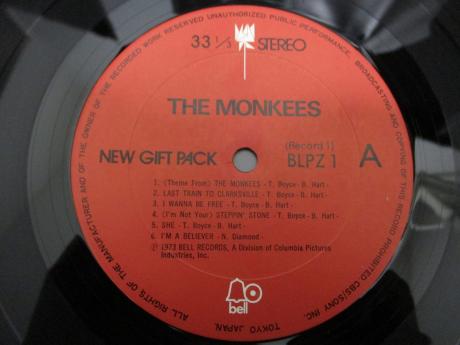 ALL RIGHTS OF THE MANUFACTURER AND OF THE OWNER OF THE RECORDED WORK RESERVED UNAUTHORIZED PUBLIC PERFORMANCE, BROADCASTING AND COPYING OF THIS RECORD PROHIBITED CBS/SONY INC. TOKYO JAPAN.
33 1/3 STEREO
THE MONKEES
NEW GIFT PACK (Record 1) BLPZ 1 A
1. (Theme From) THE MONKEES - T. Boyce - B. Hart -
2. LAST TRAIN TO CLARKSVILLE - T. Boyce - B. Hart -
3. I WANNA BE FREE - T. Boyce - B. Hart -
4. (I'm Not Your) STEPPIN' STONE - T. Boyce - B. Hart -
5. SHE - T. Boyce - B. Hart -
6. I'M A BELIEVER - N. Diamond -
Ⓟ 1973 BELL RECORDS, A Division of Columbia Pictures
Industries, Inc.
bell